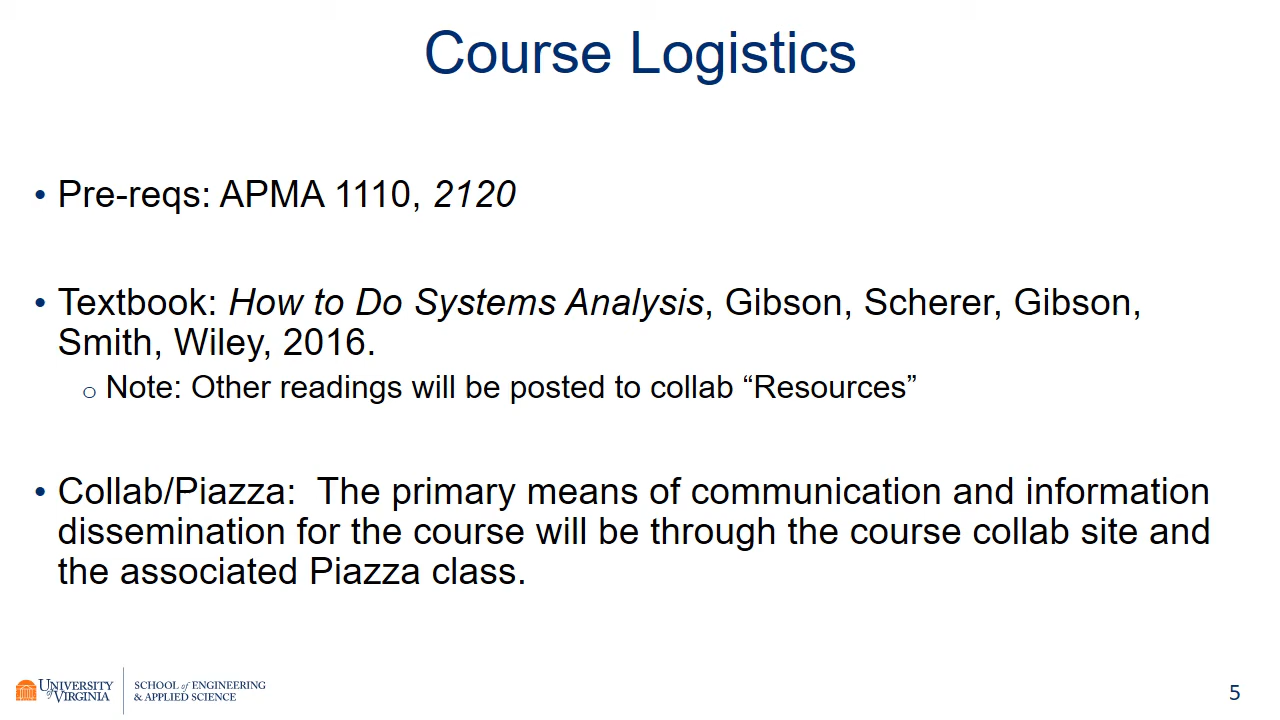 Course Logistics
• Pre-reqs: APMA 1110, 2120
• Textbook: How to Do Systems Analysis, Gibson, Scherer, Gibson,
Smith, Wiley, 2016.
o Note: Other readings will be posted to collab “Resources”
• Collab/Piazza:  The primary means of communication and information
dissemination for the course will be through the course collab site and
the associated Piazza class.
UNIVERSITY
of VIRGINIA
SCHOOL of ENGINEERING
& APPLIED SCIENCE
5